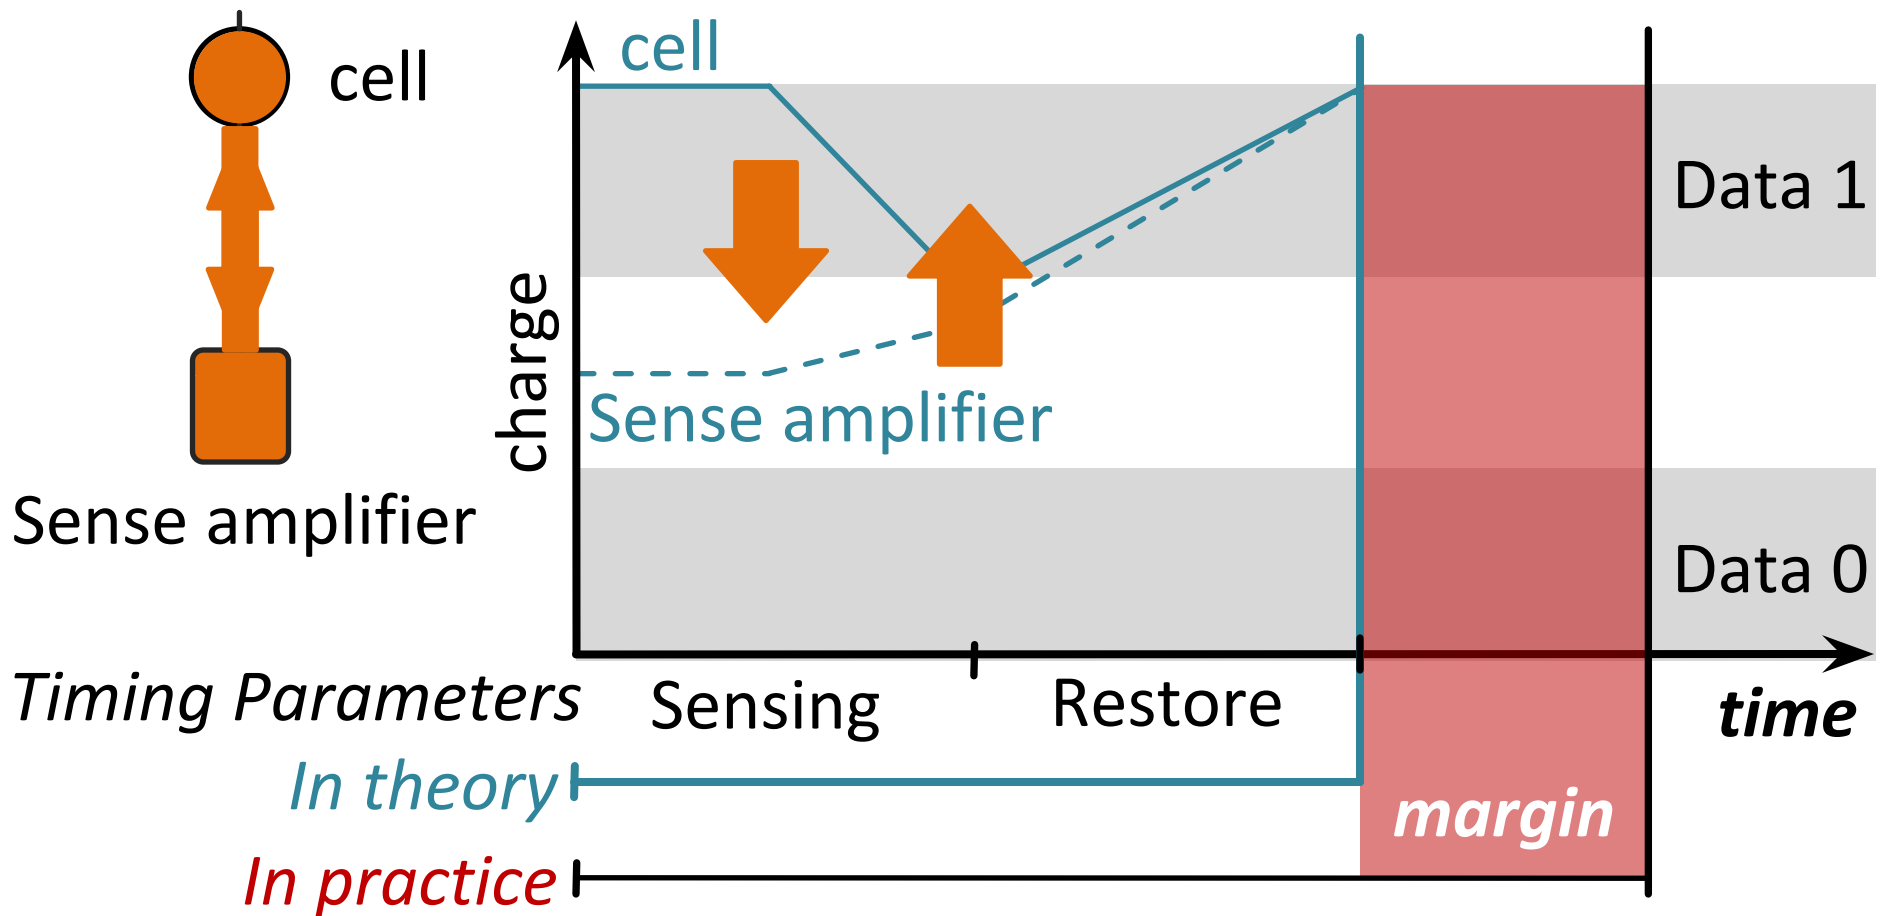 cell
Sense amplifier
cell
Sense amplifier
charge
Data 1
Data 0
Timing Parameters
Sensing
Restore
time
In theory
margin
In practice